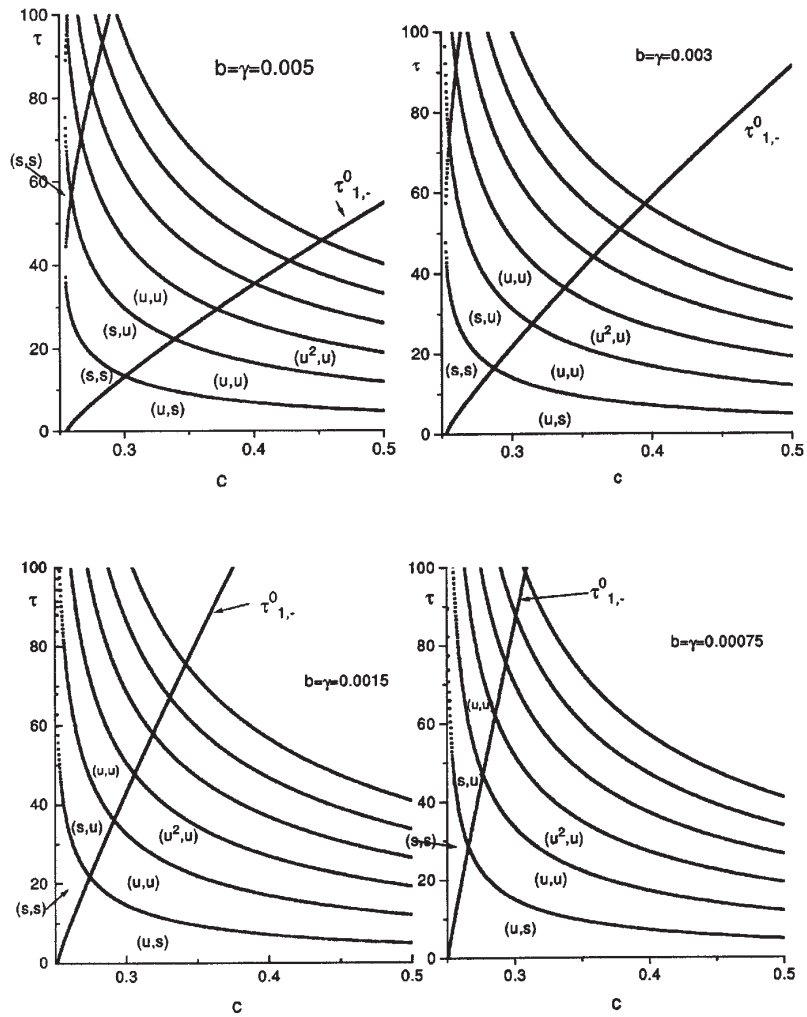 100
τ
80
60
40
20
0
b=γ=0.005
(s,s)
τ⁰₁,₋
(u,u)
(s,u)
(u²,u)
(s,s)
(u,u)
(u,s)
0.3
0.4
0.5
c
100
τ
80
60
40
20
0
b=γ=0.003
τ⁰₁,₋
(u,u)
(s,u)
(u²,u)
(s,s)
(u,u)
(u,s)
0.3
0.4
0.5
c
100
τ
80
60
40
20
0
τ⁰₁,₋
b=γ=0.0015
(u,u)
(s,u)
(u²,u)
(s,s)
(u,u)
(u,s)
0.3
0.4
0.5
c
100
τ
80
60
40
20
0
τ⁰₁,₋
b=γ=0.00075
(u,u)
(s,u)
(s,s)
(u²,u)
(u,u)
(u,s)
0.3
0.4
0.5
c